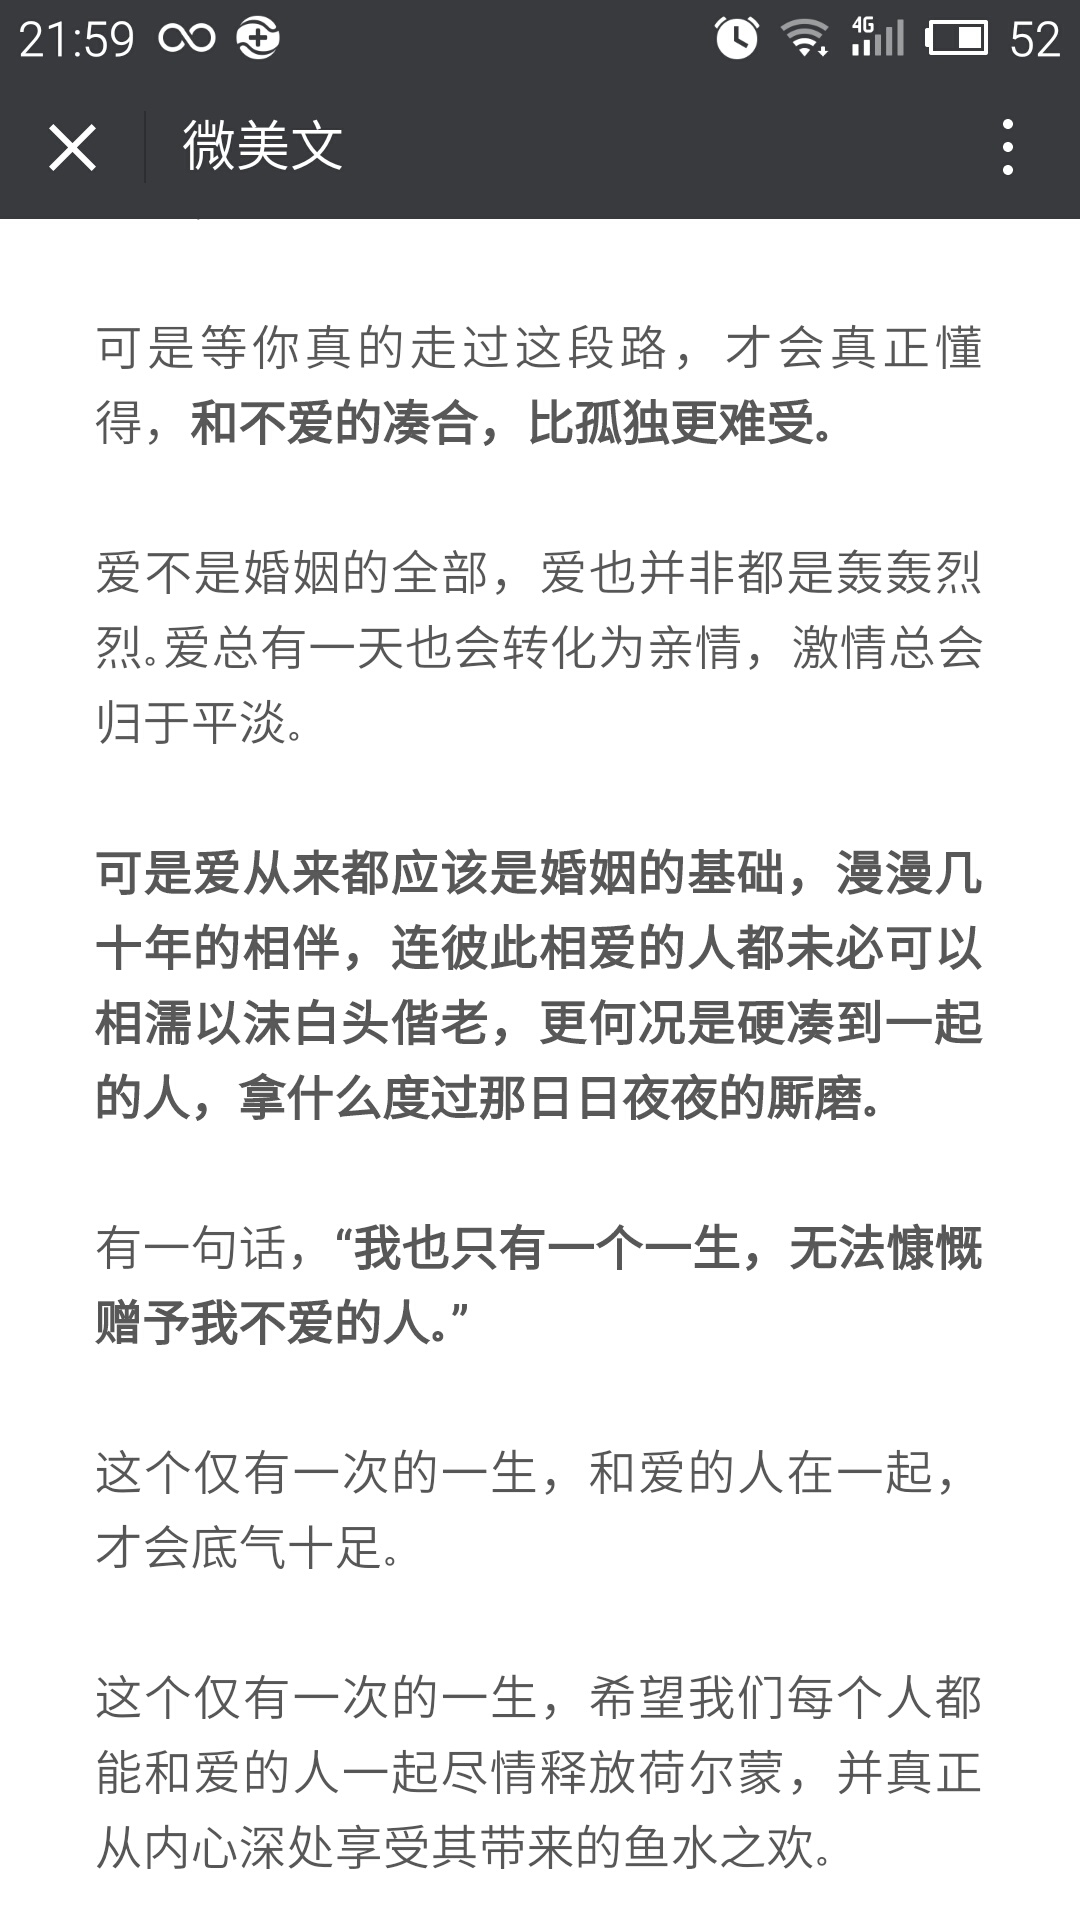 21:59
4G
52
微美文
可是等你真的走过这段路，才会真正懂
得，和不爱的凑合，比孤独更难受。
爱不是婚姻的全部，爱也并非都是轰轰烈
烈。爱总有一天也会转化为亲情，激情总会
归于平淡。
可是爱从来都应该是婚姻的基础，漫漫几
十年的相伴，连彼此相爱的人都未必可以
相濡以沫白头偕老，更何况是硬凑到一起
的人，拿什么度过那日日夜夜的厮磨。
有一句话，“我也只有一个一生，无法慷慨
赠予我不爱的人。”
这个仅有一次的一生，和爱的人在一起，
才会底气十足。
这个仅有一次的一生，希望我们每个人都
能和爱的人一起尽情释放荷尔蒙，并真正
从内心深处享受其带来的鱼水之欢。